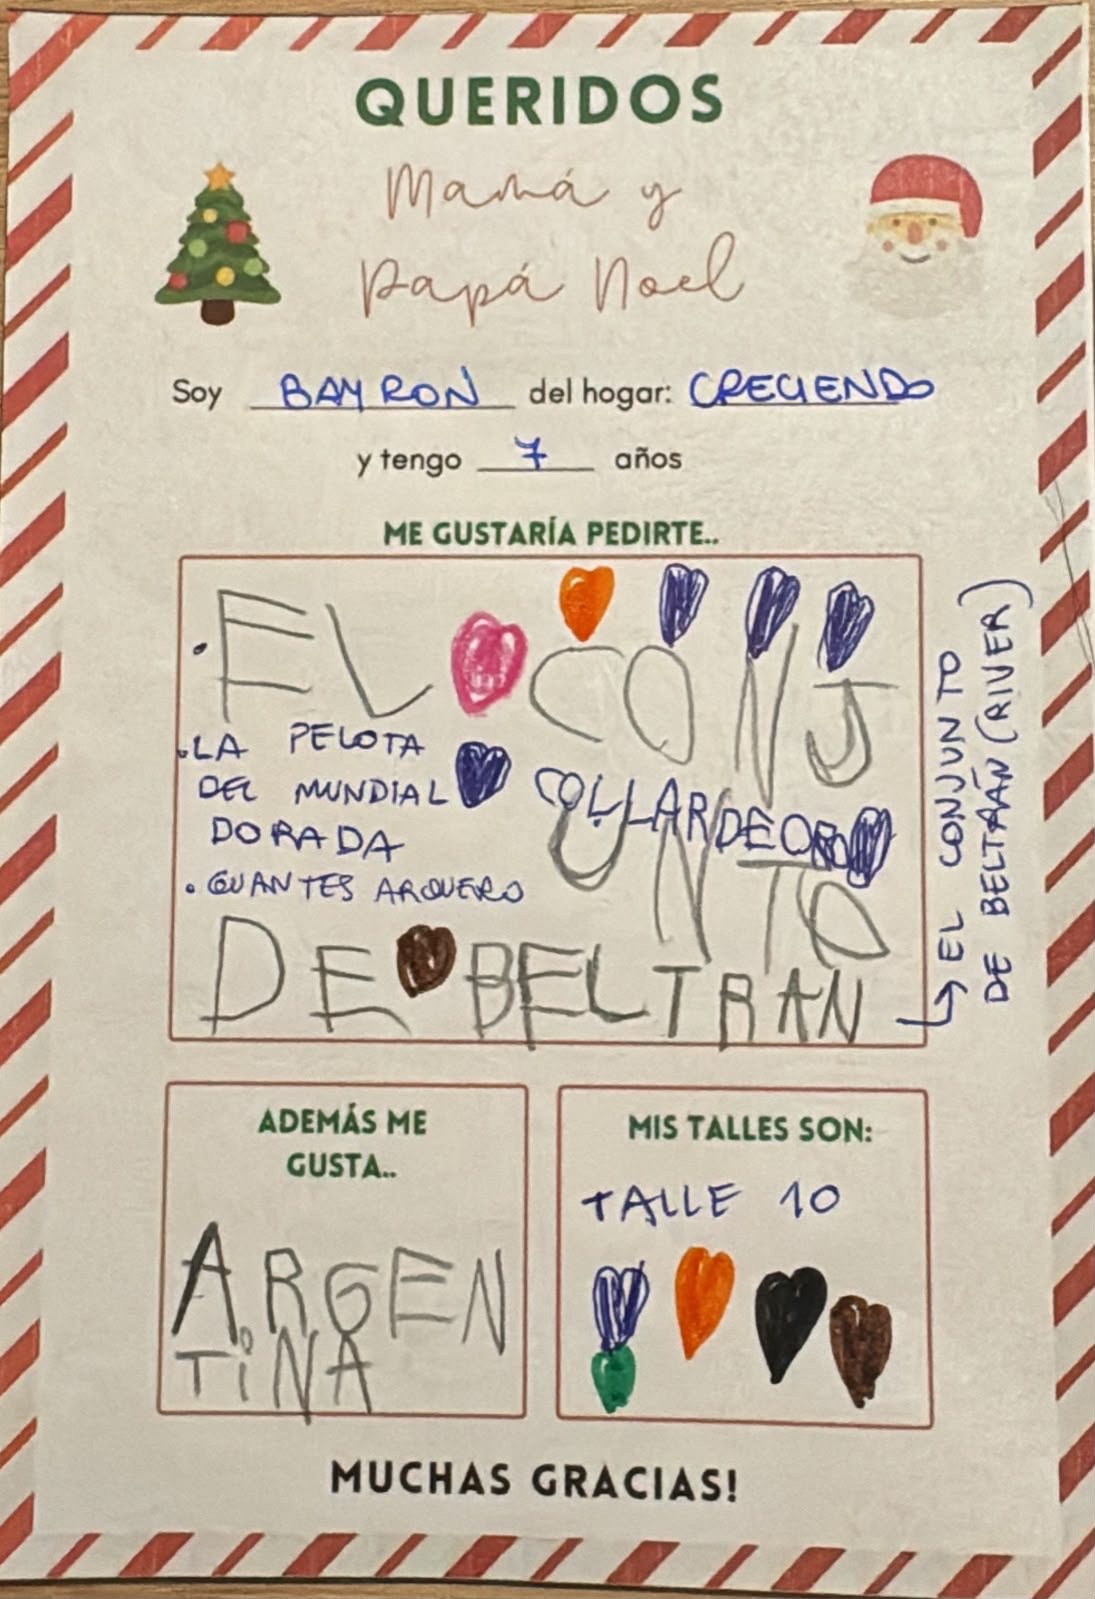 QUERIDOS
Mamá y
Papá Noel
Soy BAYRON del hogar: CRECIENDO
y tengo 7 años
ME GUSTARÍA PEDIRTE..
. EL CONJ
UNTO
DE BELTRAN
.LA PELOTA
DEL MUNDIAL
DORADA
. GUANTES ARQUERO
COLLAR DE ORO
→ EL CONJUNTO
DE BELTRÁN (RIVER)
ADEMÁS ME
GUSTA..
ARGEN
TiNA
MIS TALLES SON:
TALLE 10
MUCHAS GRACIAS!